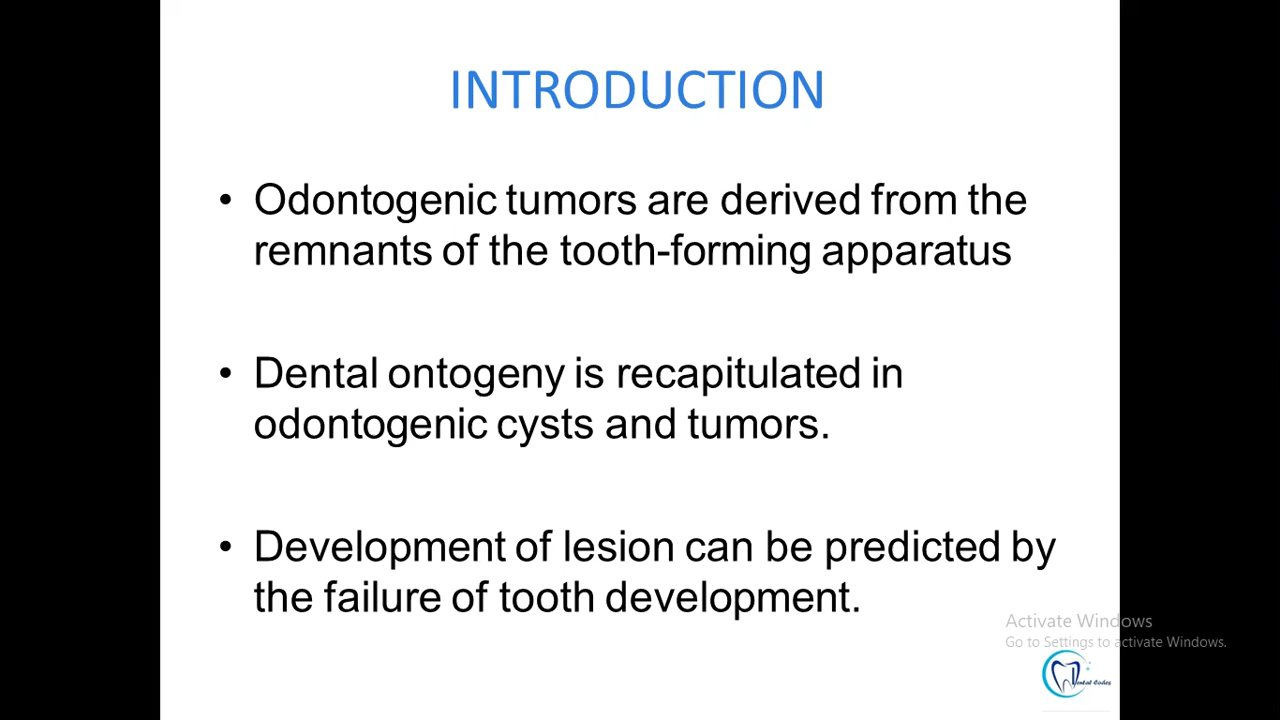 INTRODUCTION
• Odontogenic tumors are derived from the
remnants of the tooth-forming apparatus
• Dental ontogeny is recapitulated in
odontogenic cysts and tumors.
• Development of lesion can be predicted by
the failure of tooth development.
Activate Windows
Go to Settings to activate Windows.
Dental Codes